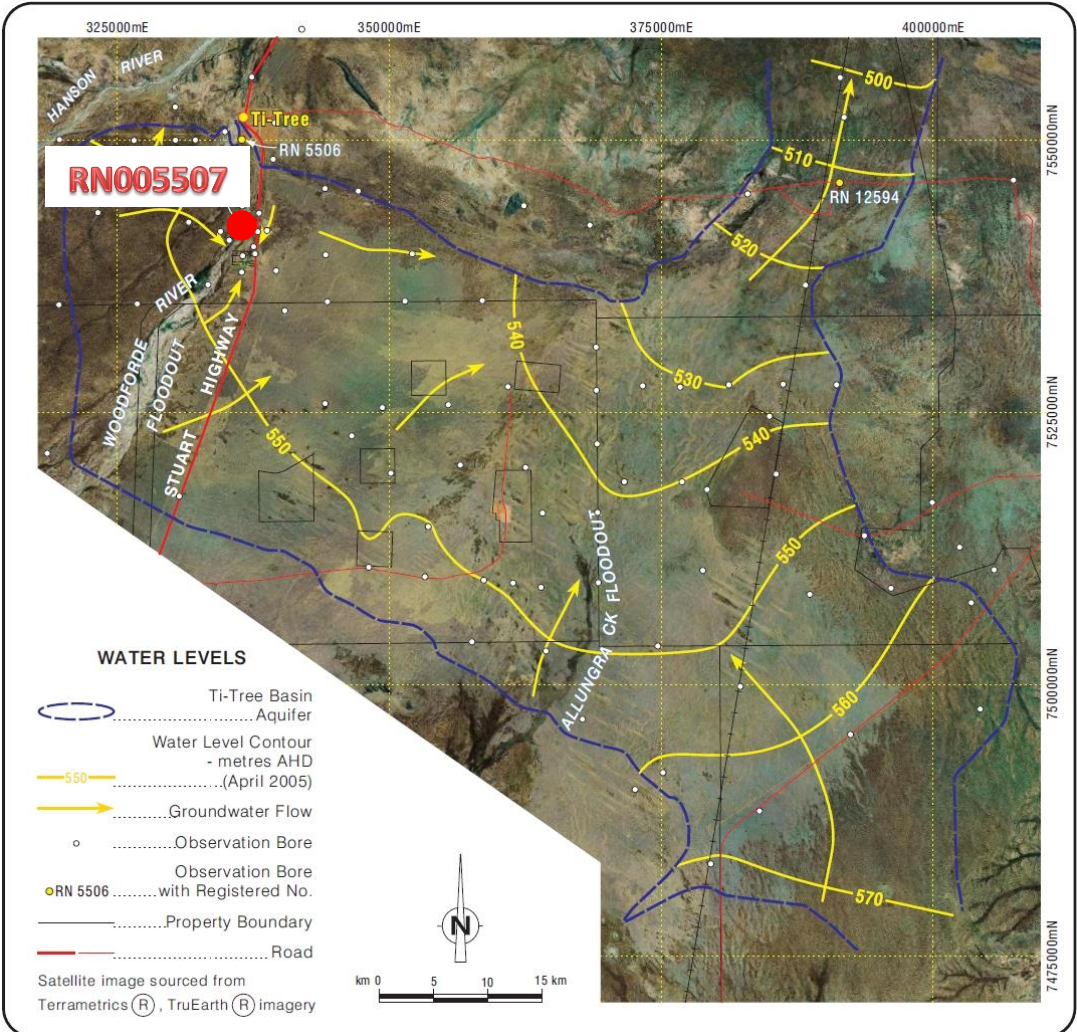 325000mE
350000mE
375000mE
400000mE
HANSON RIVER
Ti-Tree
RN 5506
RN005507
500
510
RN 12594
520
7550000mN
WOODFORDE RIVER
FLOODOUT
STUART HIGHWAY
540
530
550
540
7525000mN
550
ALLUNGRA CK FLOODOUT
560
7500000mN
570
7475000mN
WATER LEVELS
Ti-Tree Basin
Aquifer
Water Level Contour
- metres AHD
550
(April 2005)
Groundwater Flow
Observation Bore
Observation Bore
RN 5506 with Registered No.
Property Boundary
Road
Satellite image sourced from
Terrametrics Ⓡ , TruEarth Ⓡ imagery
N
km 0 5 10 15 km